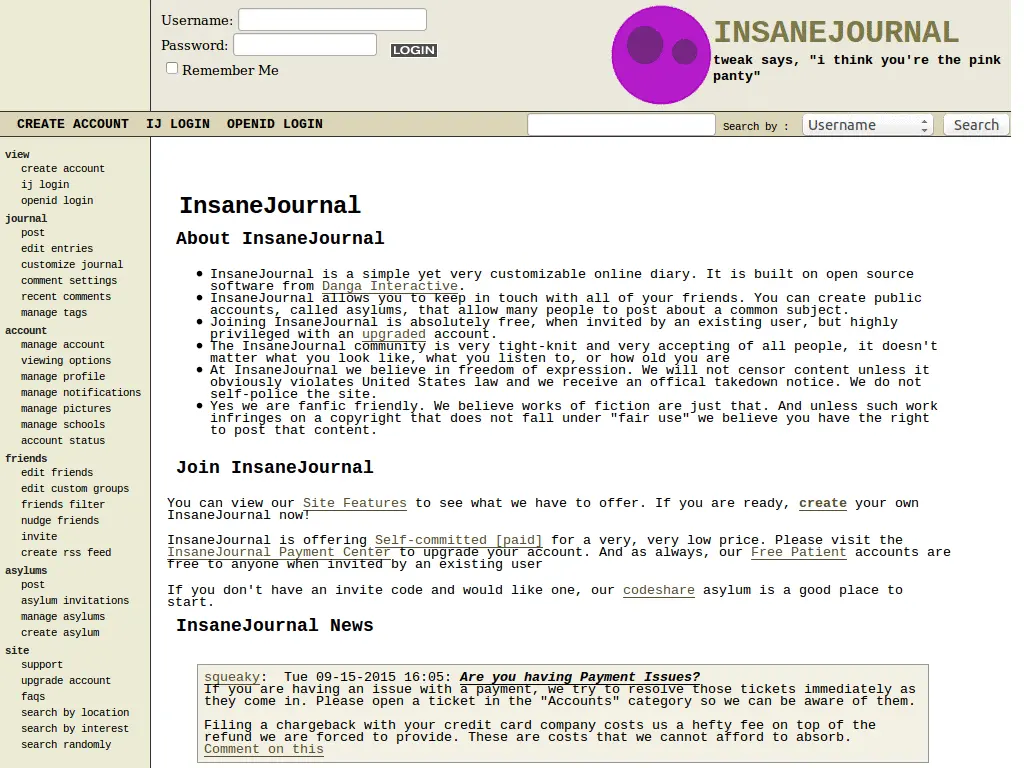 Username:
Password:
LOGIN
Remember Me
INSANEJOURNAL
tweak says, "i think you're the pink
panty"
CREATE ACCOUNT IJ LOGIN OPENID LOGIN
Search by : Username Search
view
create account
ij login
openid login
journal
post
edit entries
customize journal
comment settings
recent comments
manage tags
account
manage account
viewing options
manage profile
manage notifications
manage pictures
manage schools
account status
friends
edit friends
edit custom groups
friends filter
nudge friends
invite
create rss feed
asylums
post
asylum invitations
manage asylums
create asylum
site
support
upgrade account
faqs
search by location
search by interest
search randomly
InsaneJournal
About InsaneJournal
InsaneJournal is a simple yet very customizable online diary. It is built on open source
software from Danga Interactive.
InsaneJournal allows you to keep in touch with all of your friends. You can create public
accounts, called asylums, that allow many people to post about a common subject.
Joining InsaneJournal is absolutely free, when invited by an existing user, but highly
privileged with an upgraded account.
The InsaneJournal community is very tight-knit and very accepting of all people, it doesn't
matter what you look like, what you listen to, or how old you are
At InsaneJournal we believe in freedom of expression. We will not censor content unless it
obviously violates United States law and we receive an offical takedown notice. We do not
self-police the site.
Yes we are fanfic friendly. We believe works of fiction are just that. And unless such work
infringes on a copyright that does not fall under "fair use" we believe you have the right
to post that content.
Join InsaneJournal
You can view our Site Features to see what we have to offer. If you are ready, create your own
InsaneJournal now!
InsaneJournal is offering Self-committed [paid] for a very, very low price. Please visit the
InsaneJournal Payment Center to upgrade your account. And as always, our Free Patient accounts are
free to anyone when invited by an existing user
If you don't have an invite code and would like one, our codeshare asylum is a good place to
start.
InsaneJournal News
squeaky: Tue 09-15-2015 16:05: Are you having Payment Issues?
If you are having an issue with a payment, we try to resolve those tickets immediately as
they come in. Please open a ticket in the "Accounts" category so we can be aware of them.
Filing a chargeback with your credit card company costs us a hefty fee on top of the
refund we are forced to provide. These are costs that we cannot afford to absorb.
Comment on this